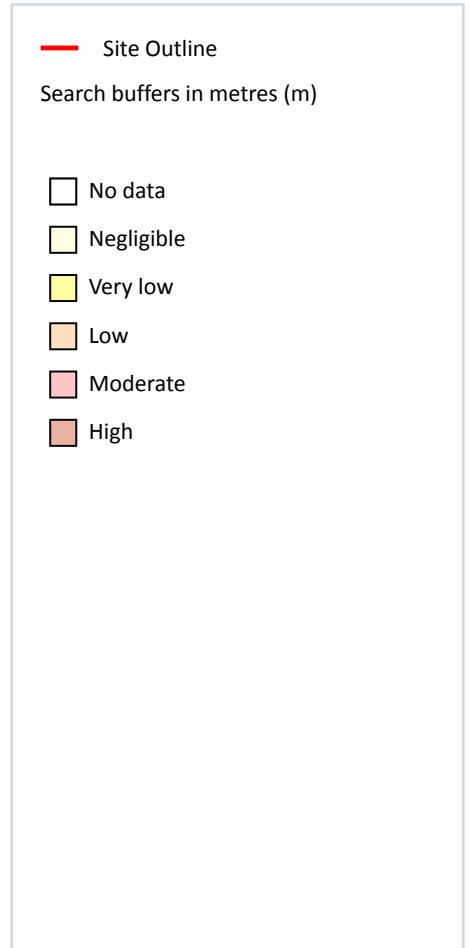 Site Outline
Search buffers in metres (m)
No data
Negligible
Very low
Low
Moderate
High